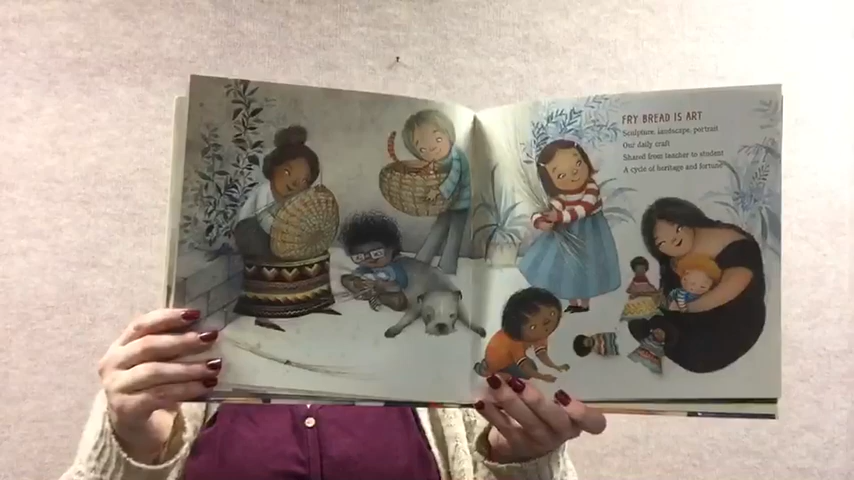 FRY BREAD IS ART
Sculpture, landscape, portrait
Our daily craft
Shared from teacher to student
A cycle of heritage and fortune